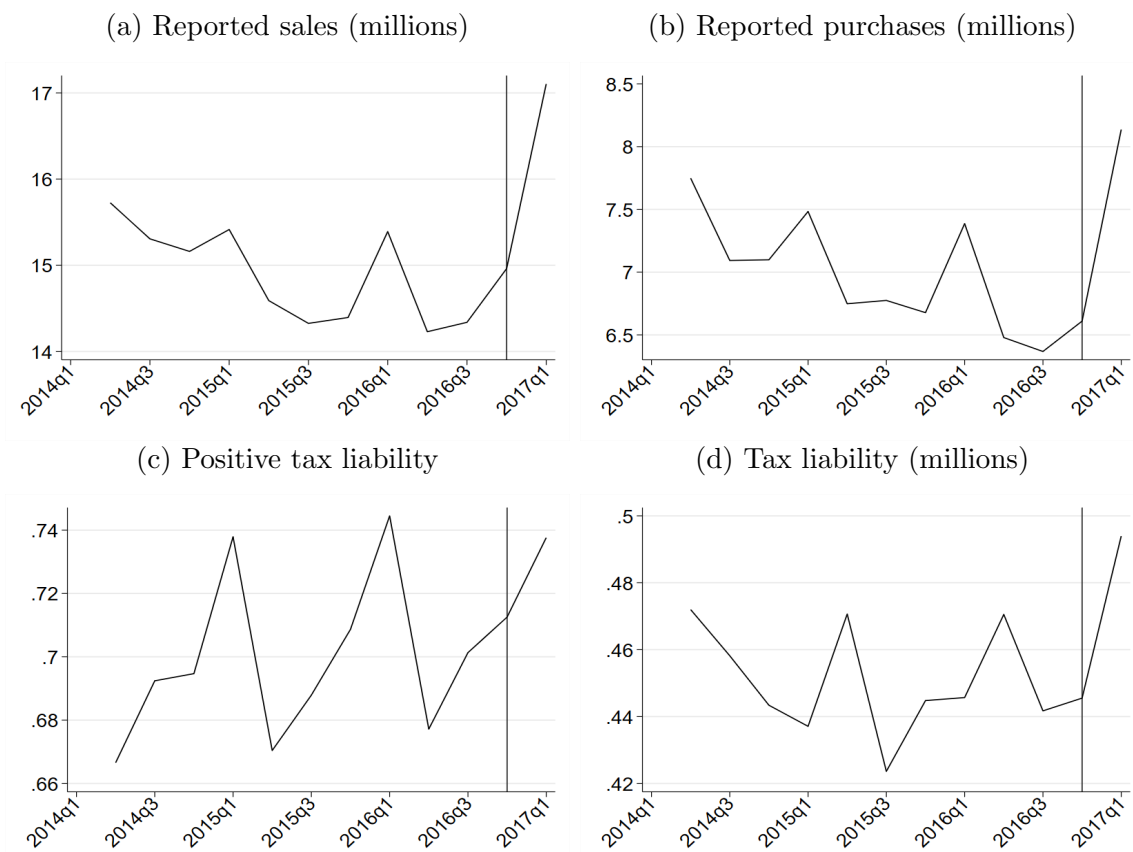 (a) Reported sales (millions)
17
16
15
14
2014q1 2014q3 2015q1 2015q3 2016q1 2016q3 2017q1
(b) Reported purchases (millions)
8.5
8
7.5
7
6.5
2014q1 2014q3 2015q1 2015q3 2016q1 2016q3 2017q1
(c) Positive tax liability
.74
.72
.7
.68
.66
2014q1 2014q3 2015q1 2015q3 2016q1 2016q3 2017q1
(d) Tax liability (millions)
.5
.48
.46
.44
.42
2014q1 2014q3 2015q1 2015q3 2016q1 2016q3 2017q1